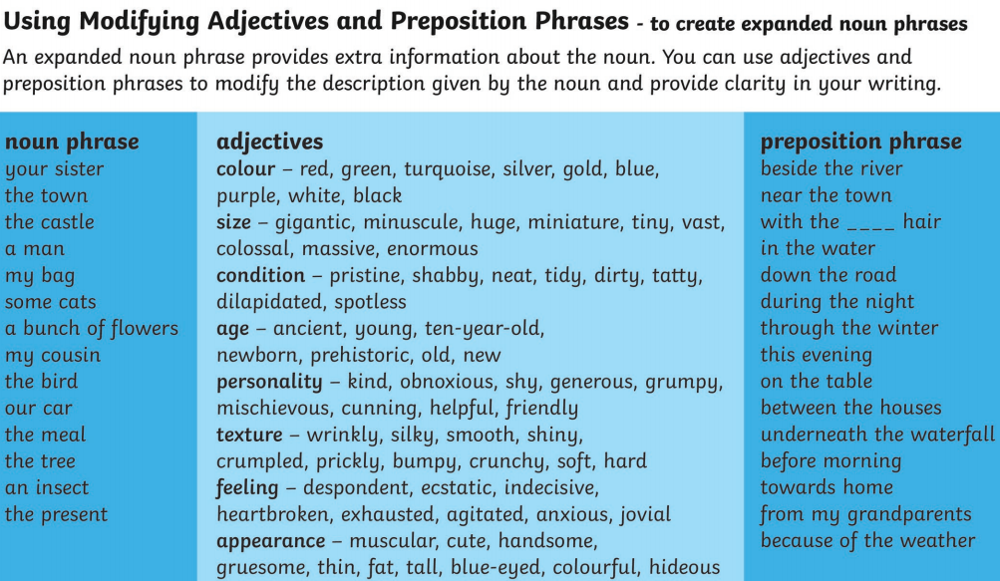 Using Modifying Adjectives and Preposition Phrases - to create expanded noun phrases
An expanded noun phrase provides extra information about the noun. You can use adjectives and
preposition phrases to modify the description given by the noun and provide clarity in your writing.
noun phrase
your sister
the town
the castle
a man
my bag
some cats
a bunch of flowers
my cousin
the bird
our car
the meal
the tree
an insect
the present
adjectives
colour – red, green, turquoise, silver, gold, blue,
purple, white, black
size – gigantic, minuscule, huge, miniature, tiny, vast,
colossal, massive, enormous
condition – pristine, shabby, neat, tidy, dirty, tatty,
dilapidated, spotless
age – ancient, young, ten-year-old,
newborn, prehistoric, old, new
personality – kind, obnoxious, shy, generous, grumpy,
mischievous, cunning, helpful, friendly
texture – wrinkly, silky, smooth, shiny,
crumpled, prickly, bumpy, crunchy, soft, hard
feeling – despondent, ecstatic, indecisive,
heartbroken, exhausted, agitated, anxious, jovial
appearance – muscular, cute, handsome,
gruesome, thin, fat, tall, blue-eyed, colourful, hideous
preposition phrase
beside the river
near the town
with the ____ hair
in the water
down the road
during the night
through the winter
this evening
on the table
between the houses
underneath the waterfall
before morning
towards home
from my grandparents
because of the weather